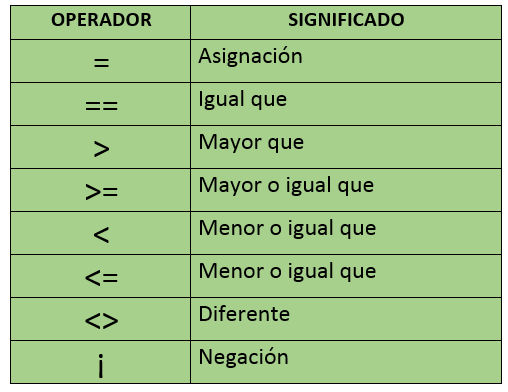 OPERADOR SIGNIFICADO
= Asignación
== Igual que
> Mayor que
>= Mayor o igual que
< Menor o igual que
<= Menor o igual que
<> Diferente
¡ Negación